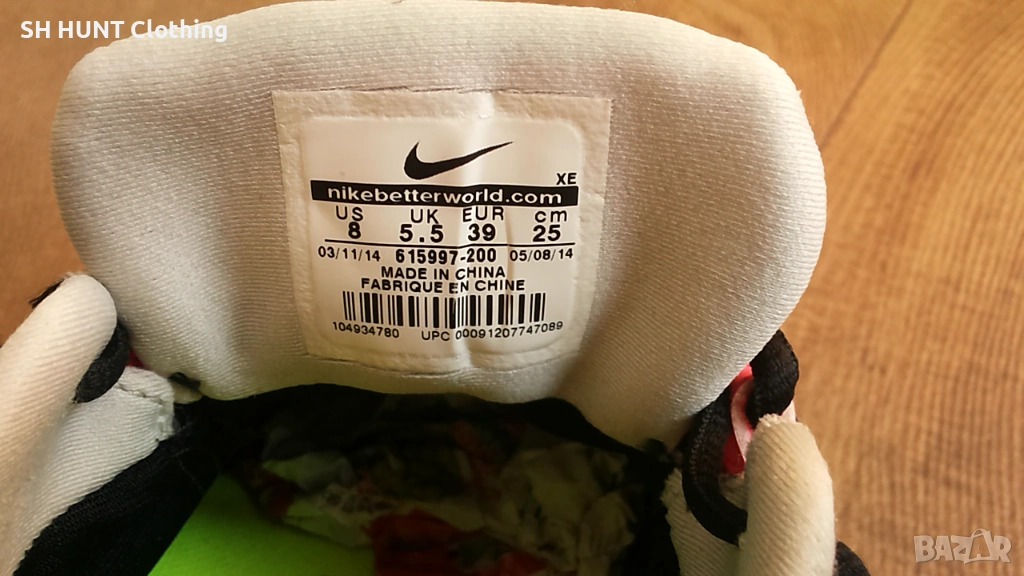 SH HUNT Clothing
XE
nikebetterworld.com
US UK EUR cm
8 5.5 39 25
03/11/14 615997-200 05/08/14
MADE IN CHINA
FABRIQUE EN CHINE
104934780 UPC 00091207747089
BAZAR